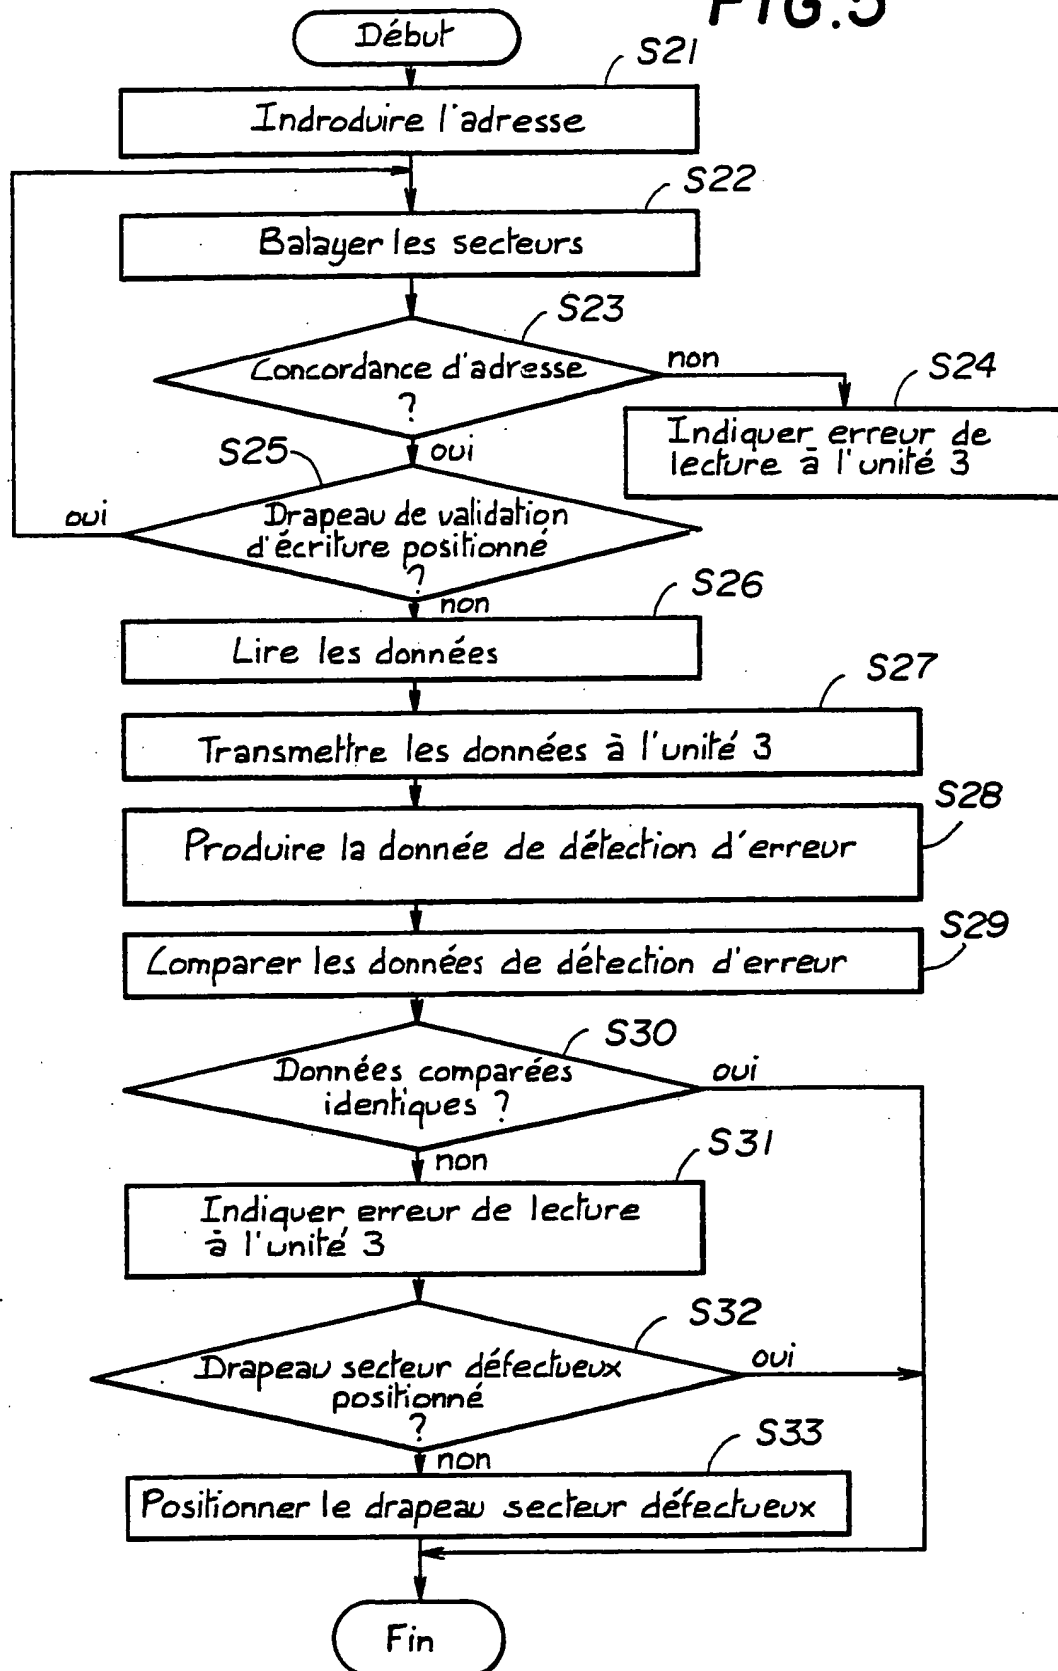 FIG.5
Début
S21
Indroduire l'adresse
S22
Balayer les secteurs
S23
Concordance d'adresse
?
non
S24
Indiquer erreur de
lecture à l'unité 3
oui
S25
oui
Drapeau de validation
d'écriture positionné
?
non
S26
Lire les données
S27
Transmettre les données à l'unité 3
S28
Produire la donnée de détection d'erreur
S29
Comparer les données de détection d'erreur
S30
Données comparées
identiques ?
oui
non
S31
Indiquer erreur de lecture
à l'unité 3
S32
Drapeau secteur défectueux
positionné
?
oui
non
S33
Positionner le drapeau secteur défectueux
Fin